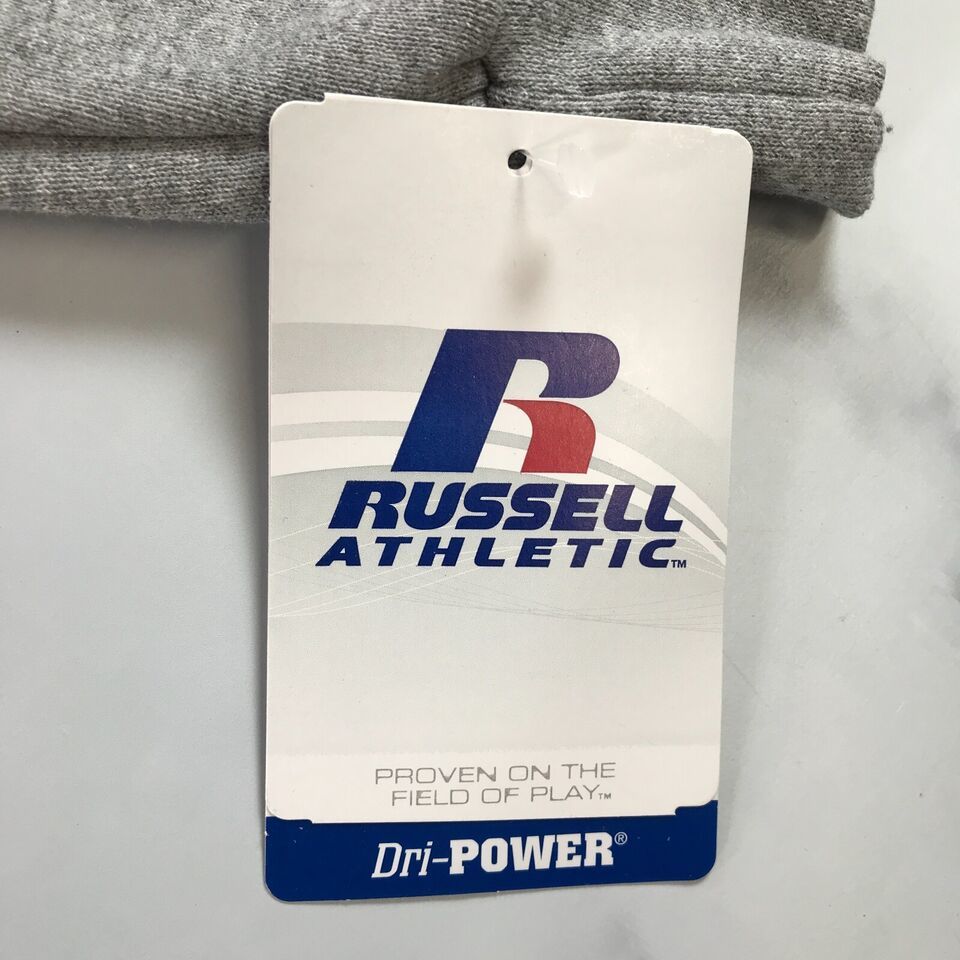 R
RUSSELL
ATHLETIC™
PROVEN ON THE
FIELD OF PLAY™
Dri-POWER®